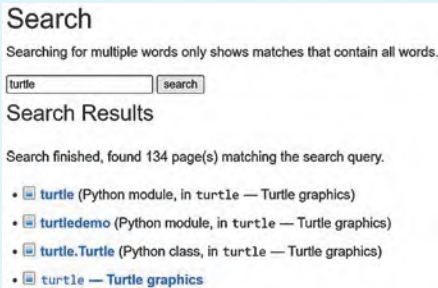 Search
Searching for multiple words only shows matches that contain all words.
turtle search
Search Results
Search finished, found 134 page(s) matching the search query.
• turtle (Python module, in turtle — Turtle graphics)
• turtledemo (Python module, in turtle — Turtle graphics)
• turtle.Turtle (Python class, in turtle — Turtle graphics)
• turtle — Turtle graphics